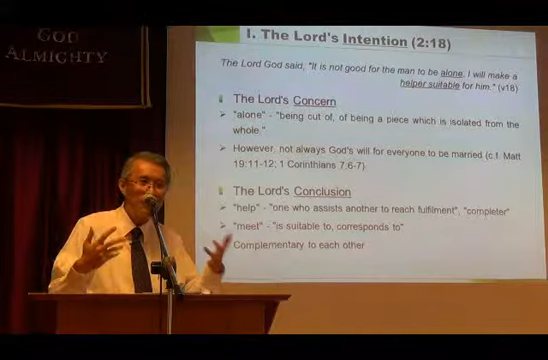 GOD
ALMIGHTY
I. The Lord's Intention (2:18)
The Lord God said, "It is not good for the man to be alone. I will make a
helper suitable for him." (v18)
The Lord's Concern
"alone" - "being cut of, of being a piece which is isolated from the
whole."
However, not always God's will for everyone to be married (c.f. Matt
19:11-12; 1 Corinthians 7:6-7)
The Lord's Conclusion
"help" - "one who assists another to reach fulfilment", "completer"
"meet" - "is suitable to, corresponds to"
Complementary to each other